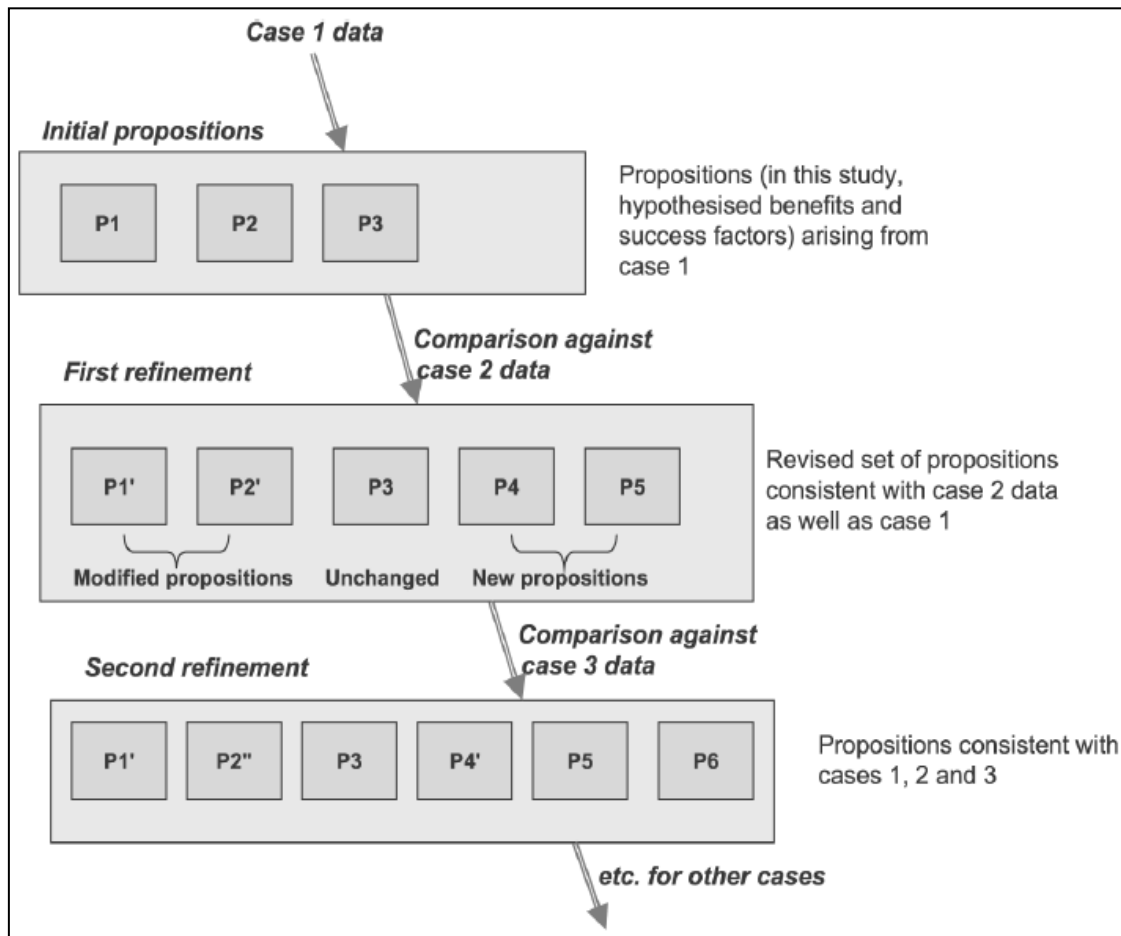 Case 1 data
Initial propositions
P1 P2 P3
Propositions (in this study,
hypothesised benefits and
success factors) arising from
case 1
Comparison against
case 2 data
First refinement
P1' P2' P3 P4 P5
Modified propositions Unchanged New propositions
Revised set of propositions
consistent with case 2 data
as well as case 1
Comparison against
case 3 data
Second refinement
P1' P2'' P3 P4' P5 P6
Propositions consistent with
cases 1, 2 and 3
etc. for other cases